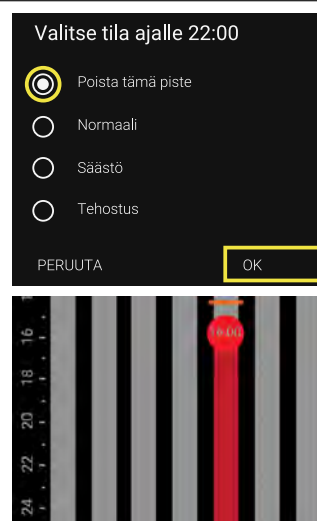 Valitse tila ajalle 22:00
Poista tämä piste
Normaali
Säästö
Tehostus
PERUUTA OK
16
18
20
22
24